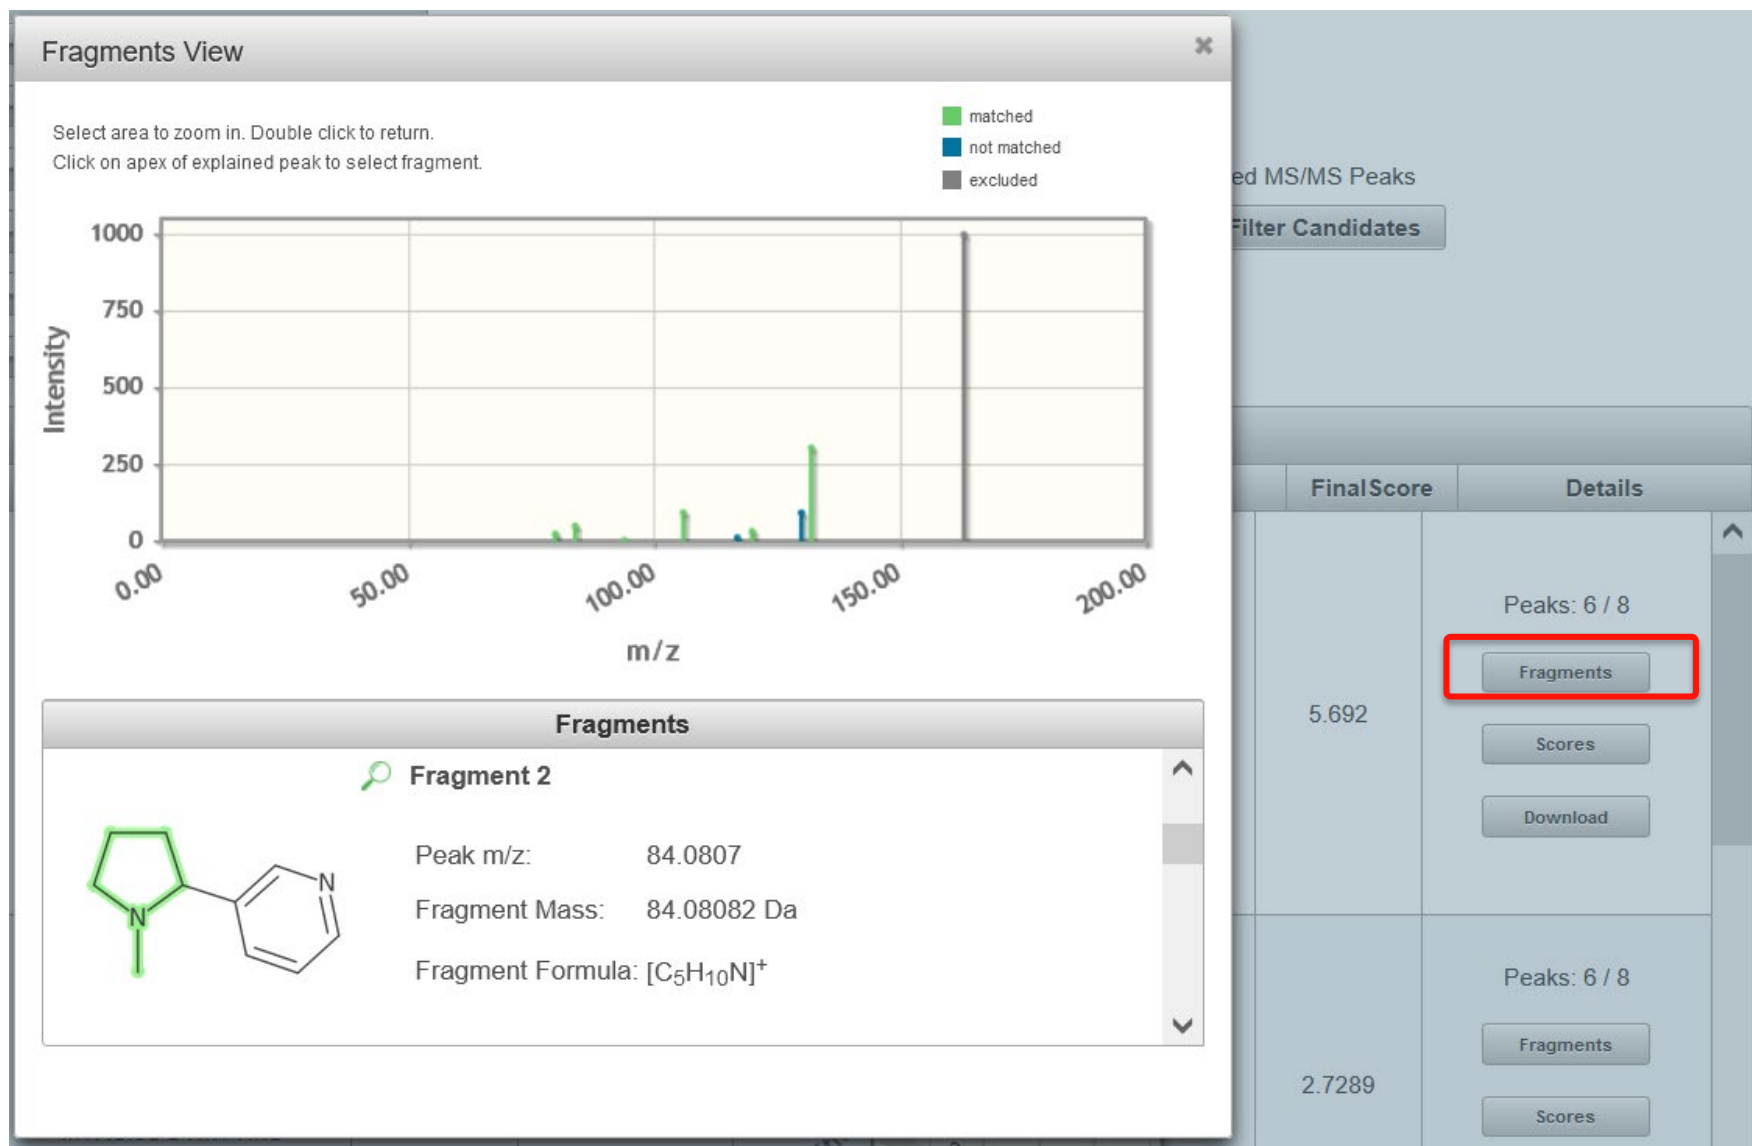 Fragments View
Select area to zoom in. Double click to return.
Click on apex of explained peak to select fragment.
matched
not matched
excluded
1000
750
500
250
0
Intensity
0.00
50.00
100.00
150.00
200.00
m/z
Fragments
Fragment 2
Peak m/z: 84.0807
Fragment Mass: 84.08082 Da
Fragment Formula: [C5H10N]+
N
N
ed MS/MS Peaks
Filter Candidates
FinalScore
Details
Peaks: 6 / 8
Fragments
5.692
Scores
Download
Peaks: 6 / 8
Fragments
2.7289
Scores